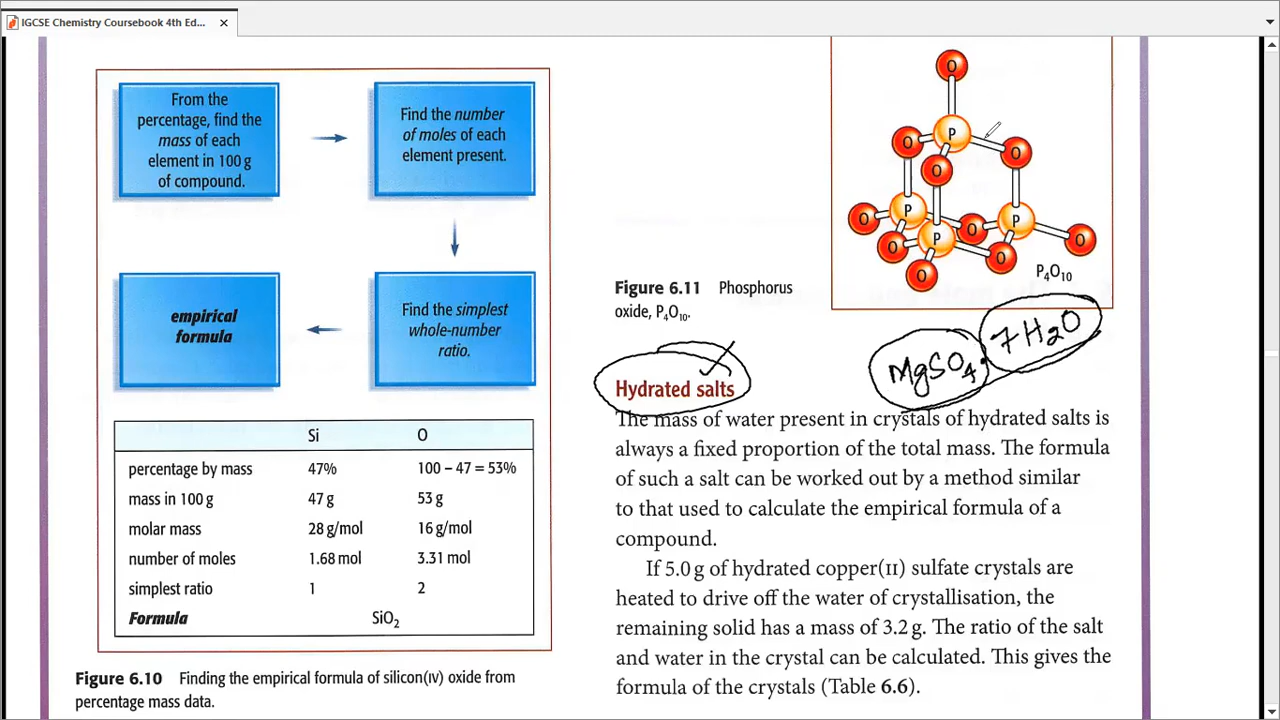 IGCSE Chemistry Coursebook 4th Ed...
From the
percentage, find the
mass of each
element in 100 g
of compound.
Find the number
of moles of each
element present.
empirical
formula
Find the simplest
whole-number
ratio.
Si O
percentage by mass 47% 100 – 47 = 53%
mass in 100 g 47 g 53 g
molar mass 28 g/mol 16 g/mol
number of moles 1.68 mol 3.31 mol
simplest ratio 1 2
Formula SiO₂
Figure 6.10 Finding the empirical formula of silicon(IV) oxide from
percentage mass data.
O
P
O
O
O
O
P
O
P
O
P
O
O
O
O
P₄O₁₀
Figure 6.11 Phosphorus
oxide, P₄O₁₀.
MgSO₄.7H₂O
Hydrated salts
The mass of water present in crystals of hydrated salts is
always a fixed proportion of the total mass. The formula
of such a salt can be worked out by a method similar
to that used to calculate the empirical formula of a
compound.
If 5.0 g of hydrated copper(II) sulfate crystals are
heated to drive off the water of crystallisation, the
remaining solid has a mass of 3.2 g. The ratio of the salt
and water in the crystal can be calculated. This gives the
formula of the crystals (Table 6.6).